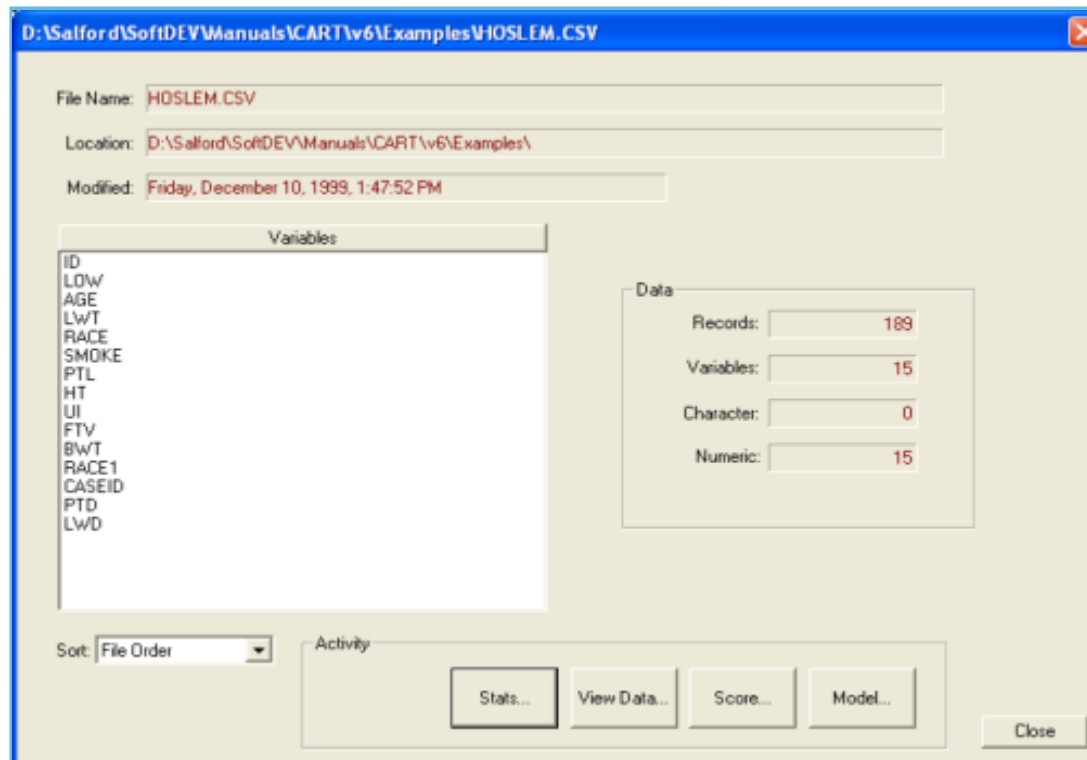 D:\Salford\SoftDEV\Manuals\CART\v6\Examples\HOSLEM.CSV
File Name: HOSLEM.CSV
Location: D:\Salford\SoftDEV\Manuals\CART\v6\Examples\
Modified: Friday, December 10, 1999, 1:47:52 PM
Variables
ID
LOW
AGE
LWT
RACE
SMOKE
PTL
HT
UI
FTV
BWT
RACE1
CASEID
PTD
LWD
Data
Records: 189
Variables: 15
Character: 0
Numeric: 15
Sort: File Order
Activity
Stats... View Data... Score... Model...
Close